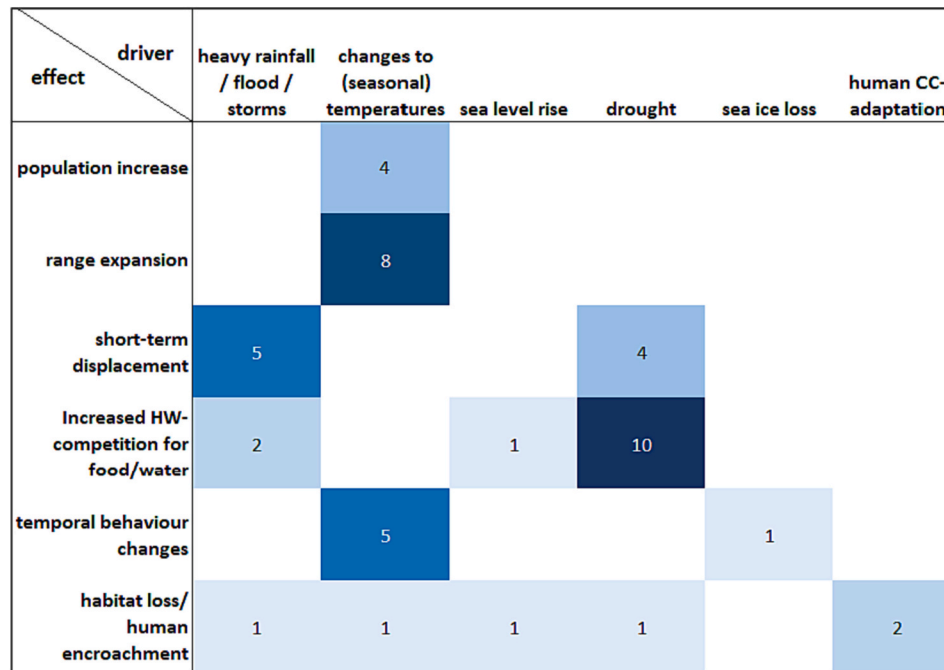 driver
effect
heavy rainfall
/ flood /
storms
changes to
(seasonal)
temperatures
sea level rise
drought
sea ice loss
human CC-
adaptation
population increase
4
range expansion
8
short-term
displacement
5
4
Increased HW-
competition for
food/water
2
1
10
temporal behaviour
changes
5
1
habitat loss/
human
encroachment
1
1
1
1
2